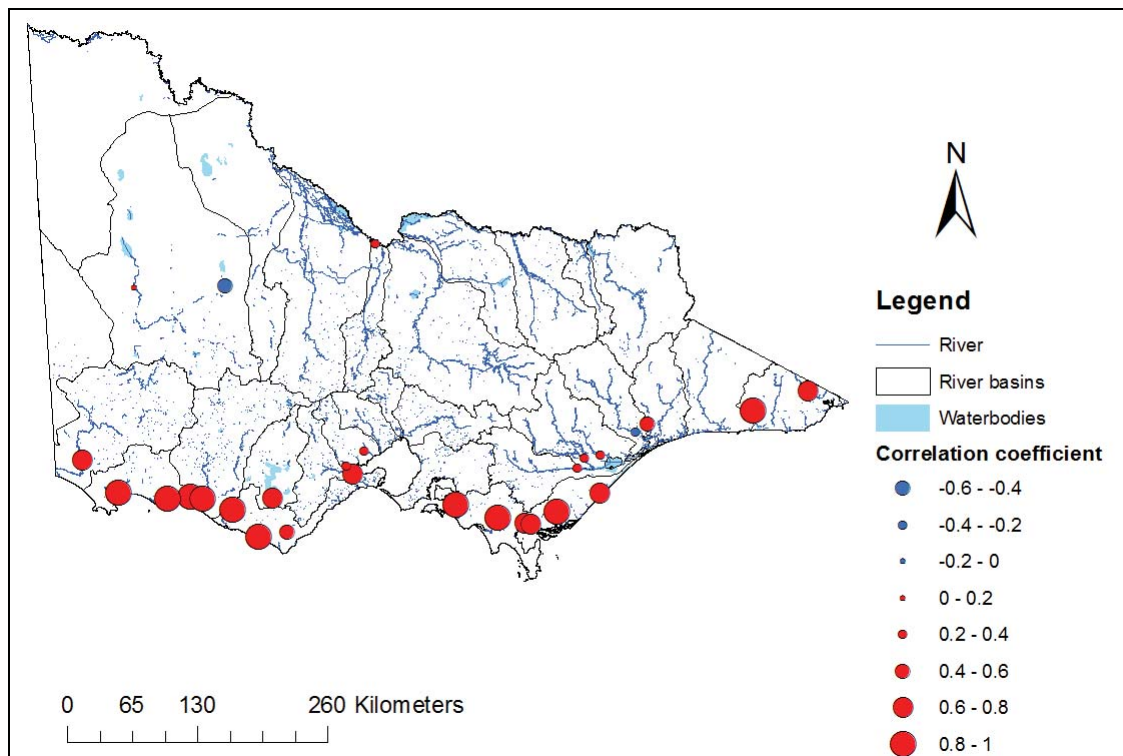 N
Legend
River
River basins
Waterbodies
Correlation coefficient
-0.6 - -0.4
-0.4 - -0.2
-0.2 - 0
0 - 0.2
0.2 - 0.4
0.4 - 0.6
0.6 - 0.8
0.8 - 1
0 65 130 260 Kilometers